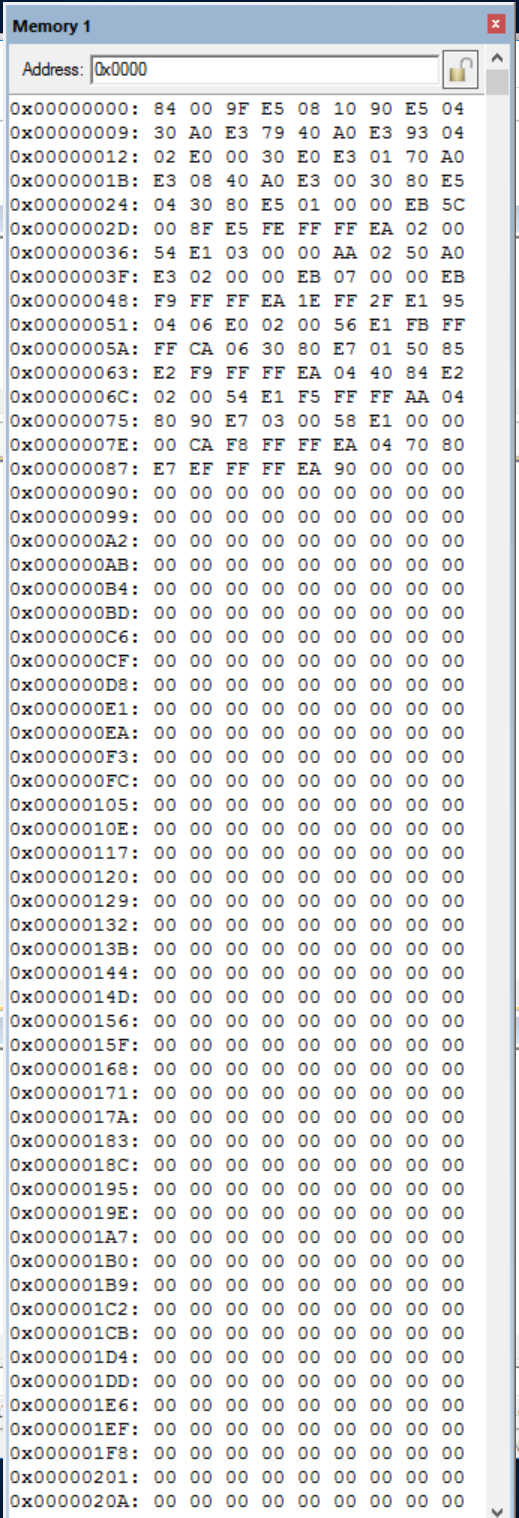 Memory 1
Address: 0x0000
0x00000000: 84 00 9F E5 08 10 90 E5 04
0x00000009: 30 A0 E3 79 40 A0 E3 93 04
0x00000012: 02 E0 00 30 E0 E3 01 70 A0
0x0000001B: E3 08 40 A0 E3 00 30 80 E5
0x00000024: 04 30 80 E5 01 00 00 EB 5C
0x0000002D: 00 8F E5 FE FF FF EA 02 00
0x00000036: 54 E1 03 00 00 AA 02 50 A0
0x0000003F: E3 02 00 00 EB 07 00 00 EB
0x00000048: F9 FF FF EA 1E FF 2F E1 95
0x00000051: 04 06 E0 02 00 56 E1 FB FF
0x0000005A: FF CA 06 30 80 E7 01 50 85
0x00000063: E2 F9 FF FF EA 04 40 84 E2
0x0000006C: 02 00 54 E1 F5 FF FF AA 04
0x00000075: 80 90 E7 03 00 58 E1 00 00
0x0000007E: 00 CA F8 FF FF EA 04 70 80
0x00000087: E7 EF FF FF EA 90 00 00 00
0x00000090: 00 00 00 00 00 00 00 00 00
0x00000099: 00 00 00 00 00 00 00 00 00
0x000000A2: 00 00 00 00 00 00 00 00 00
0x000000AB: 00 00 00 00 00 00 00 00 00
0x000000B4: 00 00 00 00 00 00 00 00 00
0x000000BD: 00 00 00 00 00 00 00 00 00
0x000000C6: 00 00 00 00 00 00 00 00 00
0x000000CF: 00 00 00 00 00 00 00 00 00
0x000000D8: 00 00 00 00 00 00 00 00 00
0x000000E1: 00 00 00 00 00 00 00 00 00
0x000000EA: 00 00 00 00 00 00 00 00 00
0x000000F3: 00 00 00 00 00 00 00 00 00
0x000000FC: 00 00 00 00 00 00 00 00 00
0x00000105: 00 00 00 00 00 00 00 00 00
0x0000010E: 00 00 00 00 00 00 00 00 00
0x00000117: 00 00 00 00 00 00 00 00 00
0x00000120: 00 00 00 00 00 00 00 00 00
0x00000129: 00 00 00 00 00 00 00 00 00
0x00000132: 00 00 00 00 00 00 00 00 00
0x0000013B: 00 00 00 00 00 00 00 00 00
0x00000144: 00 00 00 00 00 00 00 00 00
0x0000014D: 00 00 00 00 00 00 00 00 00
0x00000156: 00 00 00 00 00 00 00 00 00
0x0000015F: 00 00 00 00 00 00 00 00 00
0x00000168: 00 00 00 00 00 00 00 00 00
0x00000171: 00 00 00 00 00 00 00 00 00
0x0000017A: 00 00 00 00 00 00 00 00 00
0x00000183: 00 00 00 00 00 00 00 00 00
0x0000018C: 00 00 00 00 00 00 00 00 00
0x00000195: 00 00 00 00 00 00 00 00 00
0x0000019E: 00 00 00 00 00 00 00 00 00
0x000001A7: 00 00 00 00 00 00 00 00 00
0x000001B0: 00 00 00 00 00 00 00 00 00
0x000001B9: 00 00 00 00 00 00 00 00 00
0x000001C2: 00 00 00 00 00 00 00 00 00
0x000001CB: 00 00 00 00 00 00 00 00 00
0x000001D4: 00 00 00 00 00 00 00 00 00
0x000001DD: 00 00 00 00 00 00 00 00 00
0x000001E6: 00 00 00 00 00 00 00 00 00
0x000001EF: 00 00 00 00 00 00 00 00 00
0x000001F8: 00 00 00 00 00 00 00 00 00
0x00000201: 00 00 00 00 00 00 00 00 00
0x0000020A: 00 00 00 00 00 00 00 00 00